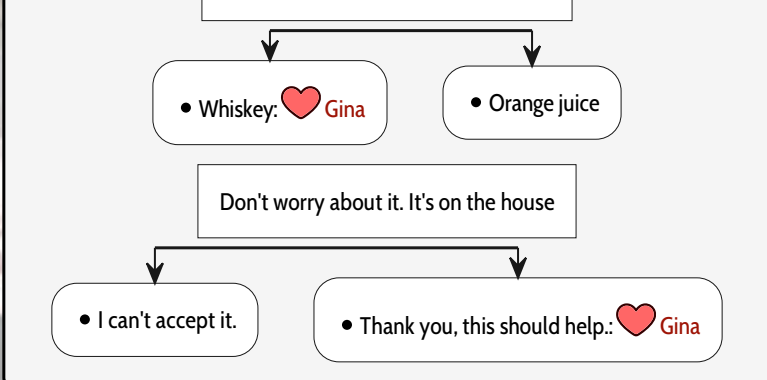 • Whiskey: Gina
• Orange juice
Don't worry about it. It's on the house
• I can't accept it.
• Thank you, this should help.: Gina